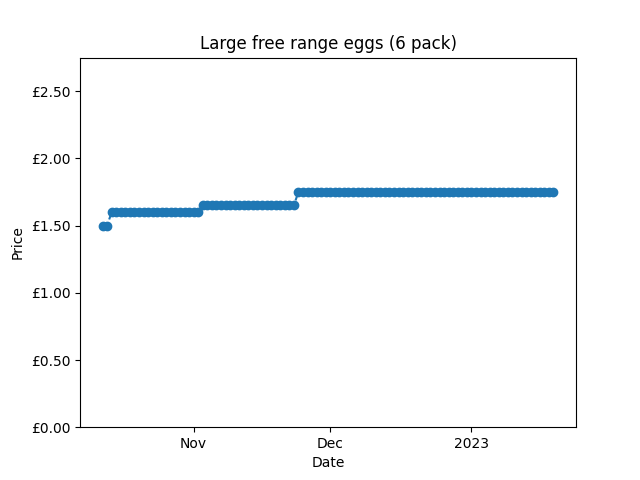 Large free range eggs (6 pack)
£2.50
£2.00
£1.50
£1.00
£0.50
£0.00
Price
Nov
Dec
2023
Date